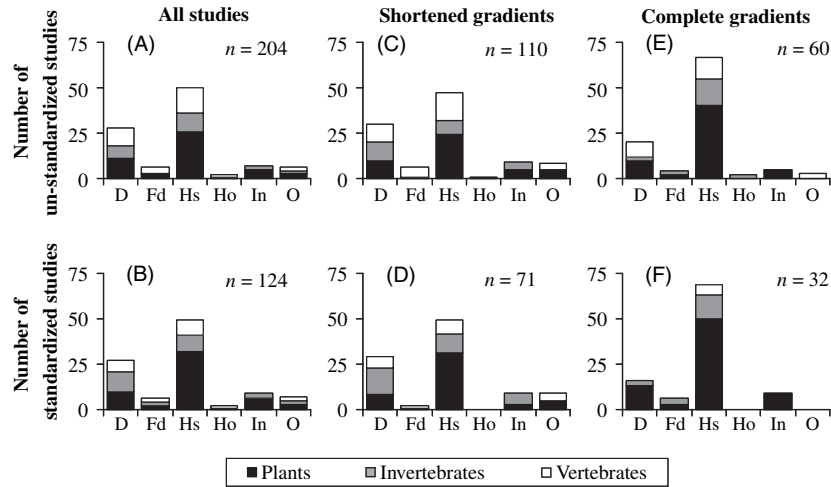 All studies Shortened gradients Complete gradients
Number of
un-standardized studies
75
50
25
0
(A)
n = 204
D Fd Hs Ho In O
75
50
25
0
(C)
n = 110
D Fd Hs Ho In O
75
50
25
0
(E)
n = 60
D Fd Hs Ho In O
Number of
standardized studies
75
50
25
0
(B)
n = 124
D Fd Hs Ho In O
75
50
25
0
(D)
n = 71
D Fd Hs Ho In O
75
50
25
0
(F)
n = 32
D Fd Hs Ho In O
Plants Invertebrates Vertebrates